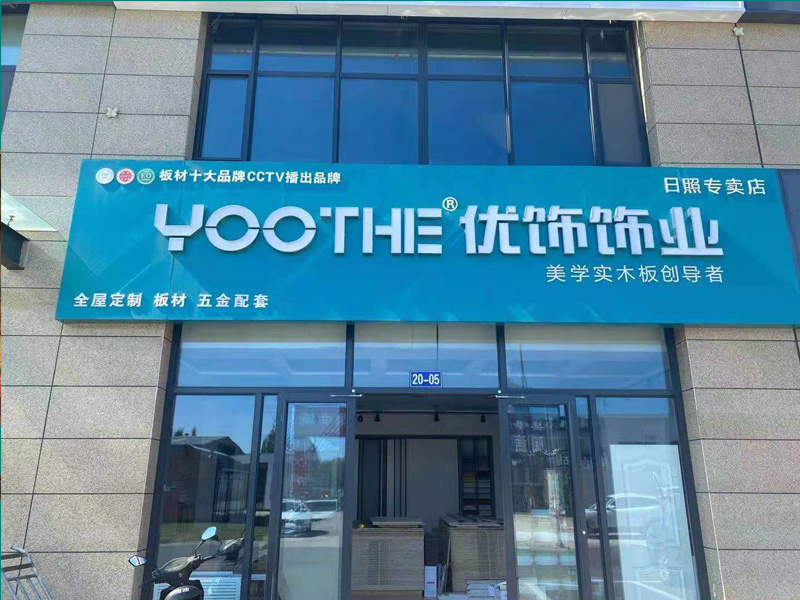 板材十大品牌CCTV播出品牌
日照专卖店
YOOTHE® 优饰饰业
美学实木板创导者
全屋定制 板材 五金配套
20-05